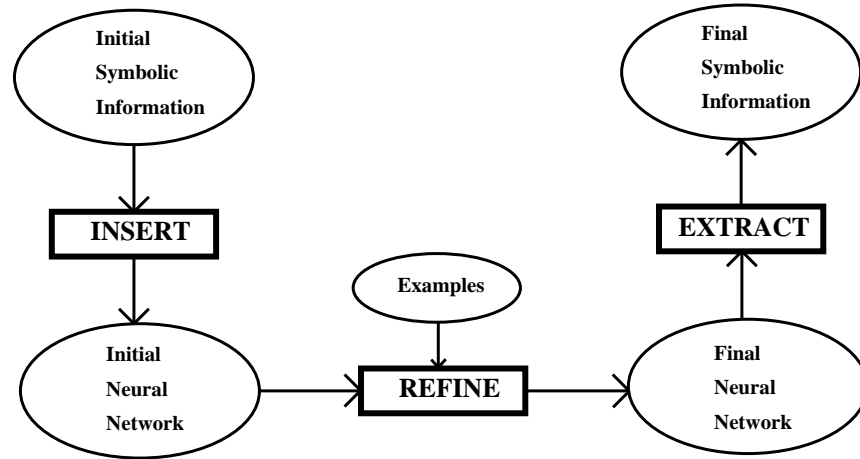 Initial
Symbolic
Information
INSERT
Initial
Neural
Network
Examples
REFINE
Final
Neural
Network
EXTRACT
Final
Symbolic
Information